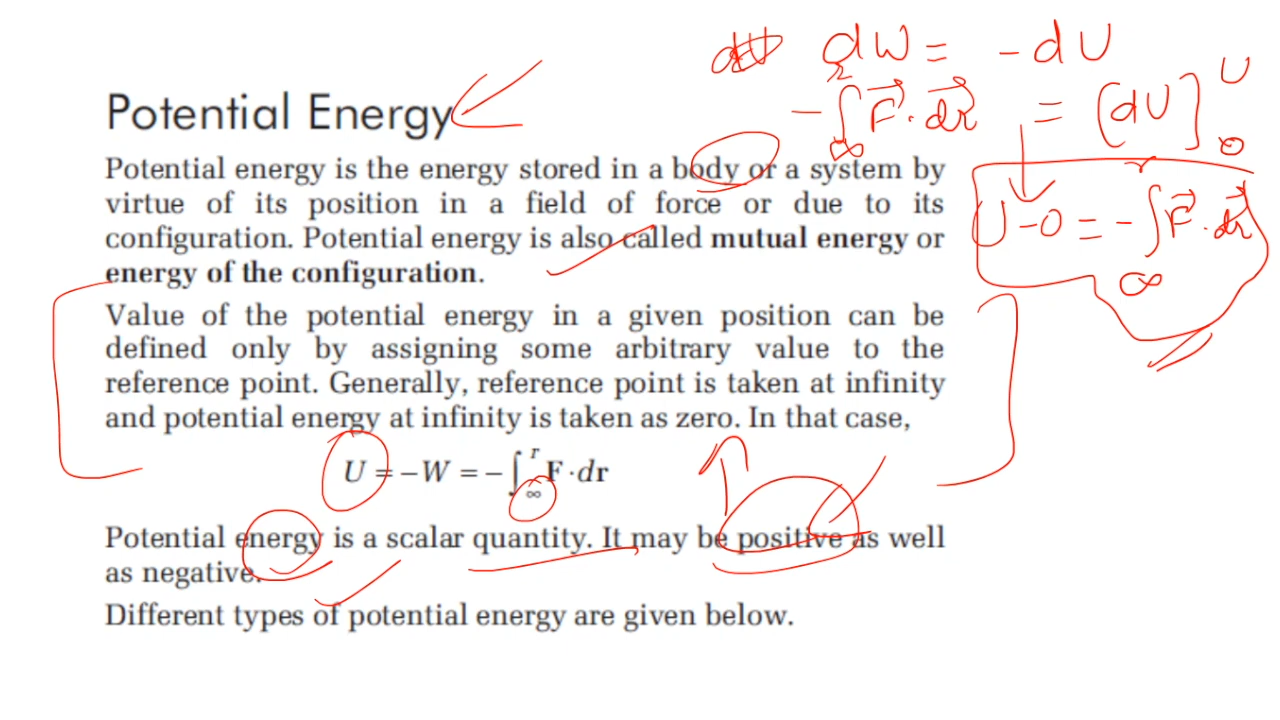 dW = - dU
- ∫_∞^r F⃗ · dr⃗ = [dU]_0^U
U - 0 = - ∫_∞^r F⃗ · dr⃗
Potential Energy
Potential energy is the energy stored in a body or a system by
virtue of its position in a field of force or due to its
configuration. Potential energy is also called mutual energy or
energy of the configuration.
Value of the potential energy in a given position can be
defined only by assigning some arbitrary value to the
reference point. Generally, reference point is taken at infinity
and potential energy at infinity is taken as zero. In that case,
U = -W = - ∫_∞^r F · dr
Potential energy is a scalar quantity. It may be positive as well
as negative.
Different types of potential energy are given below.